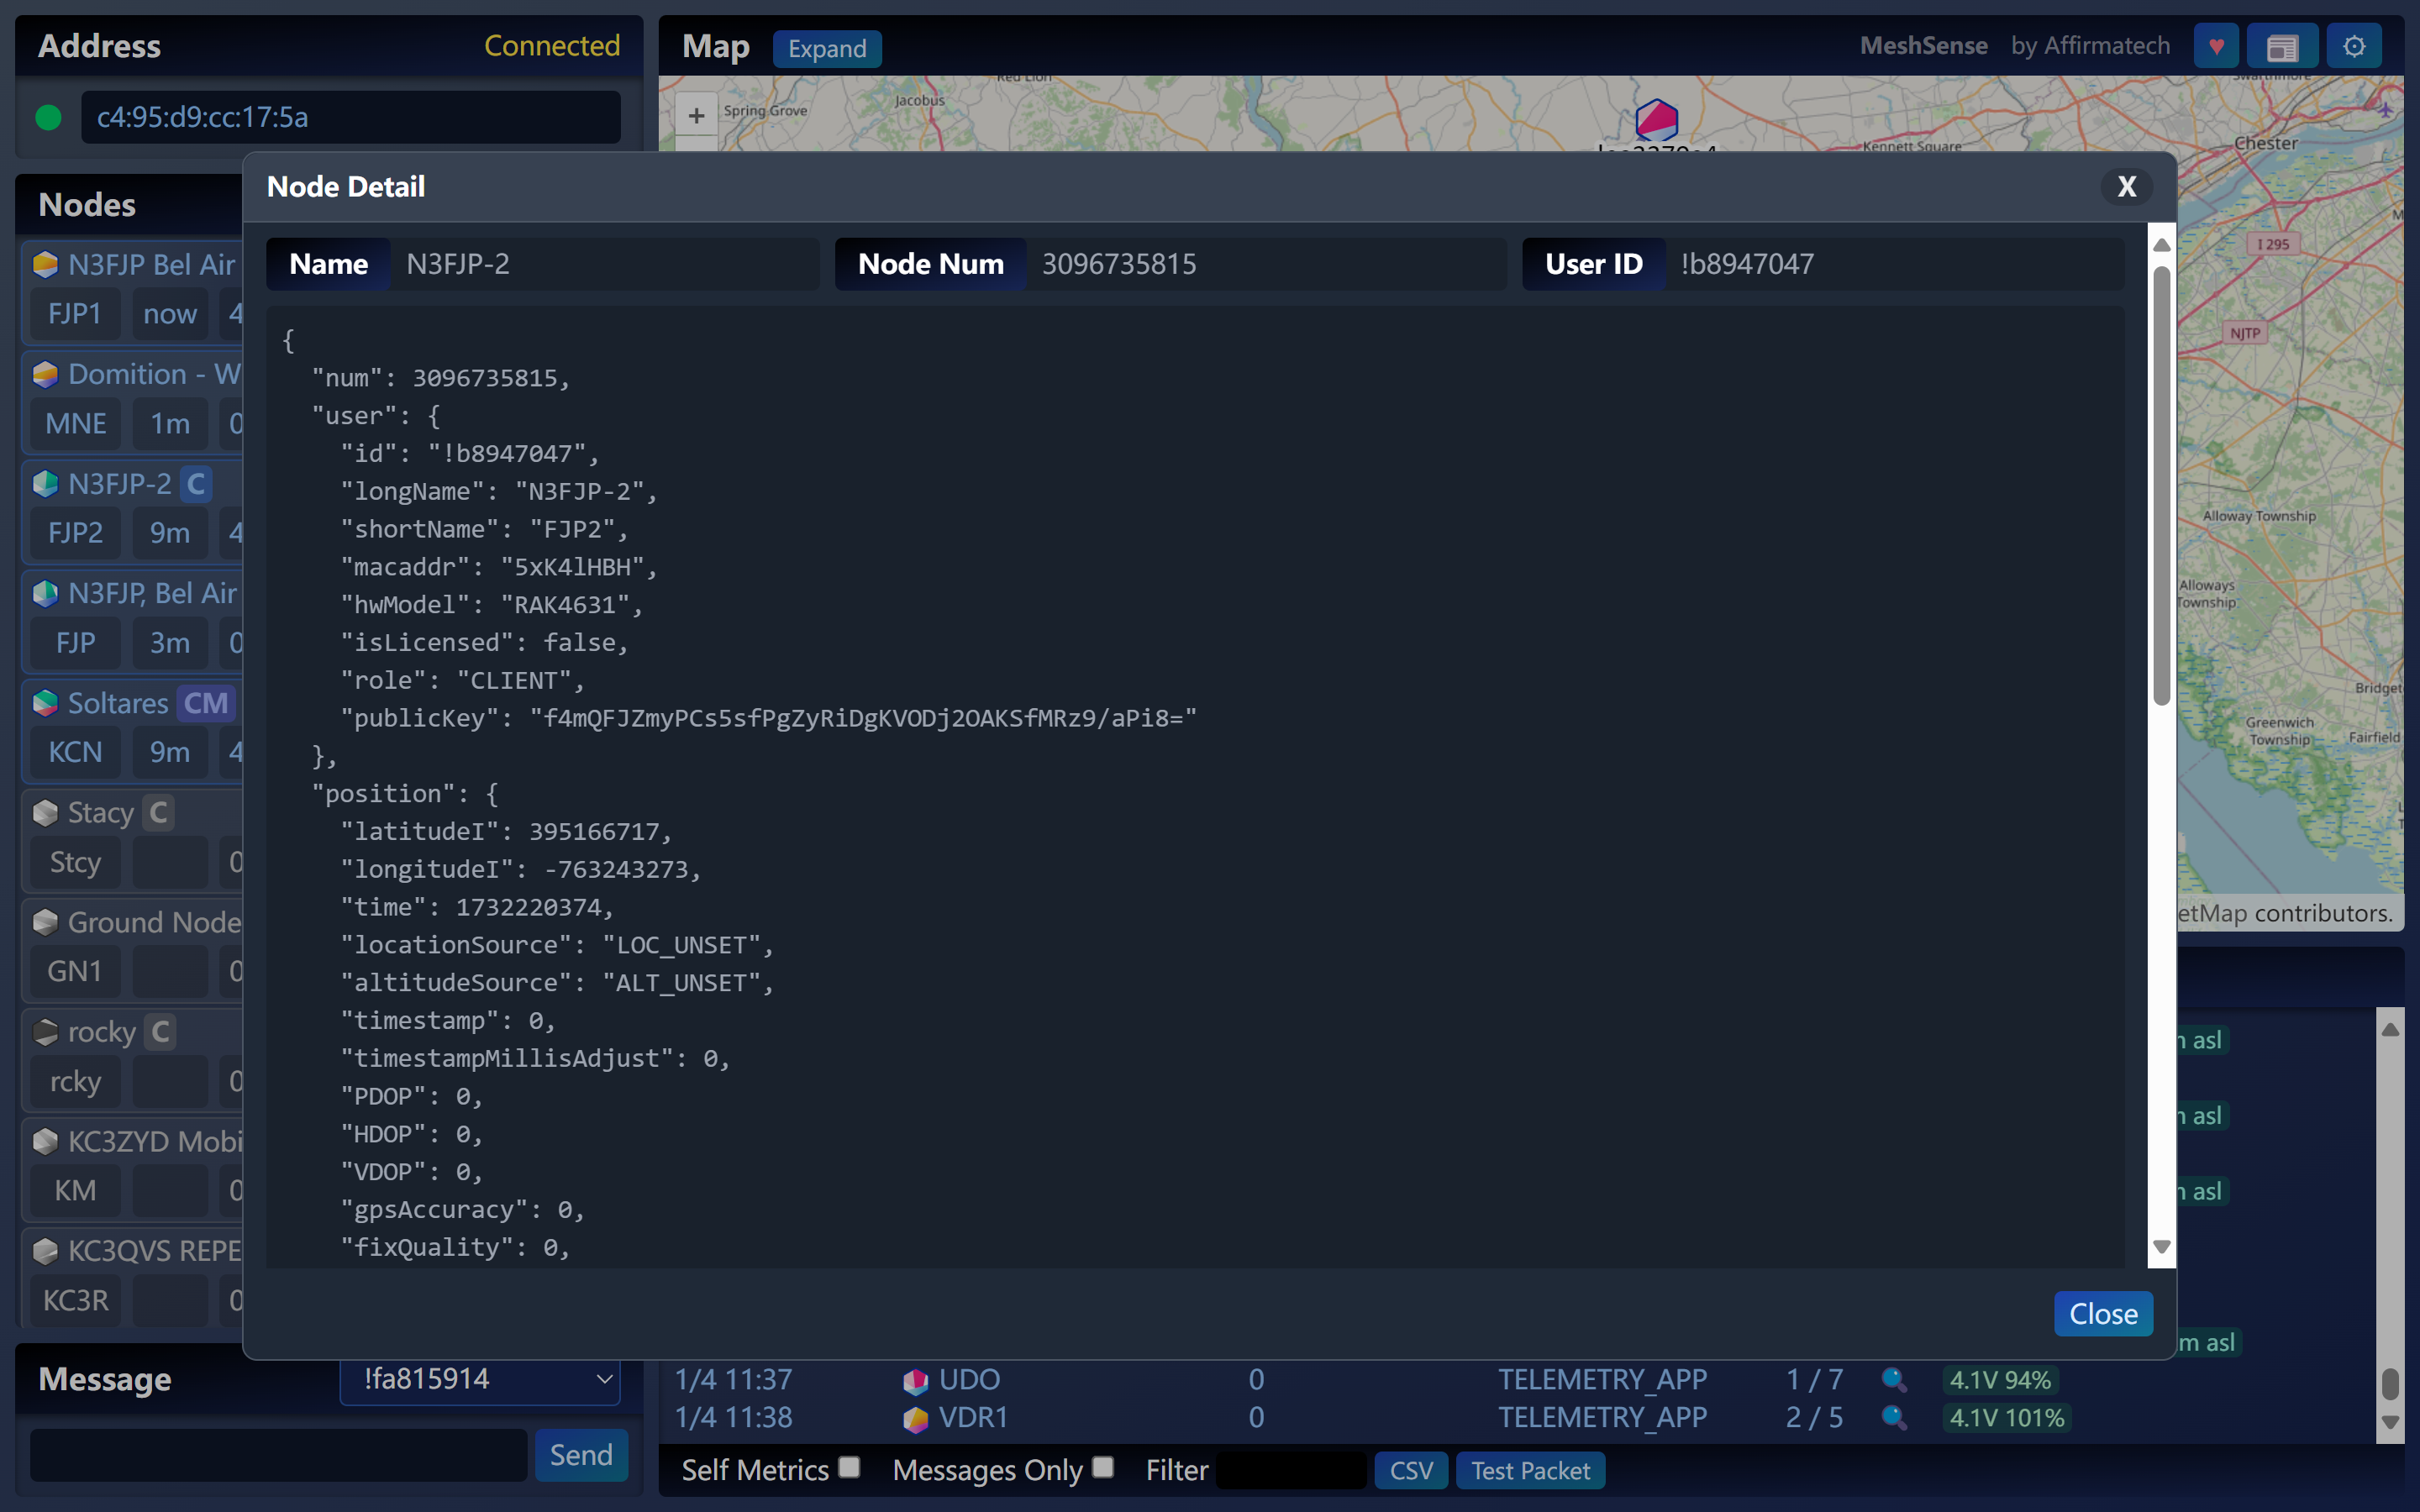 Address
Connected
c4:95:d9:cc:17:5a
Map
Expand
MeshSense by Affirmatech
+
Spring Grove
Jacobus
Kennett Square
Chester
I 295
NJTP
Alloway Township
Alloways
Township
Greenwich
Township
Fairfield
contributors.
Nodes
N3FJP Bel Air
FJP1 now 4
Domition - W
MNE 1m 0
N3FJP-2 C
FJP2 9m 4
N3FJP, Bel Air
FJP 3m 0
Soltares CM
KCN 9m 4
Stacy C
Stcy 0
Ground Node
GN1 0
rocky C
rcky 0
KC3ZYD Mobi
KM 0
KC3QVS REPE
KC3R 0
Node Detail
X
Name N3FJP-2
Node Num 3096735815
User ID !b8947047
{
"num": 3096735815,
"user": {
"id": "!b8947047",
"longName": "N3FJP-2",
"shortName": "FJP2",
"macaddr": "5xK4lHBH",
"hwModel": "RAK4631",
"isLicensed": false,
"role": "CLIENT",
"publicKey": "f4mQFJZmyPCs5sfPgZyRiDgKVODj2OAKSfMRz9/aPi8="
},
"position": {
"latitudeI": 395166717,
"longitudeI": -763243273,
"time": 1732220374,
"locationSource": "LOC_UNSET",
"altitudeSource": "ALT_UNSET",
"timestamp": 0,
"timestampMillisAdjust": 0,
"PDOP": 0,
"HDOP": 0,
"VDOP": 0,
"gpsAccuracy": 0,
"fixQuality": 0,
Close
asl
asl
asl
m asl
1/4 11:37 UDO 0 TELEMETRY_APP 1 / 7 4.1V 94%
1/4 11:38 VDR1 0 TELEMETRY_APP 2 / 5 4.1V 101%
Message
!fa815914
Send
Self Metrics
Messages Only
Filter
CSV
Test Packet